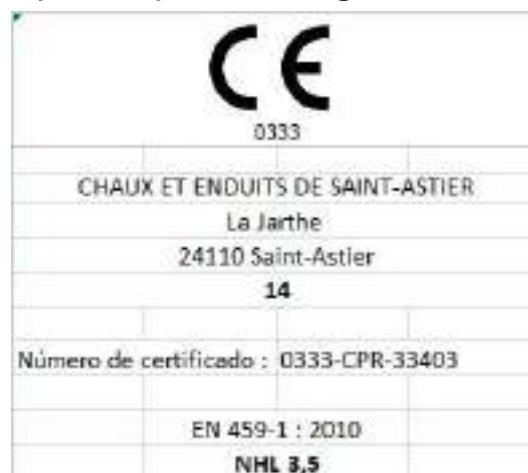 CE
0333
CHAUX ET ENDUITS DE SAINT-ASTIER
La Jarthe
24110 Saint-Astier
14
Número de certificado : 0333-CPR-33403
EN 459-1 : 2010
NHL 3,5